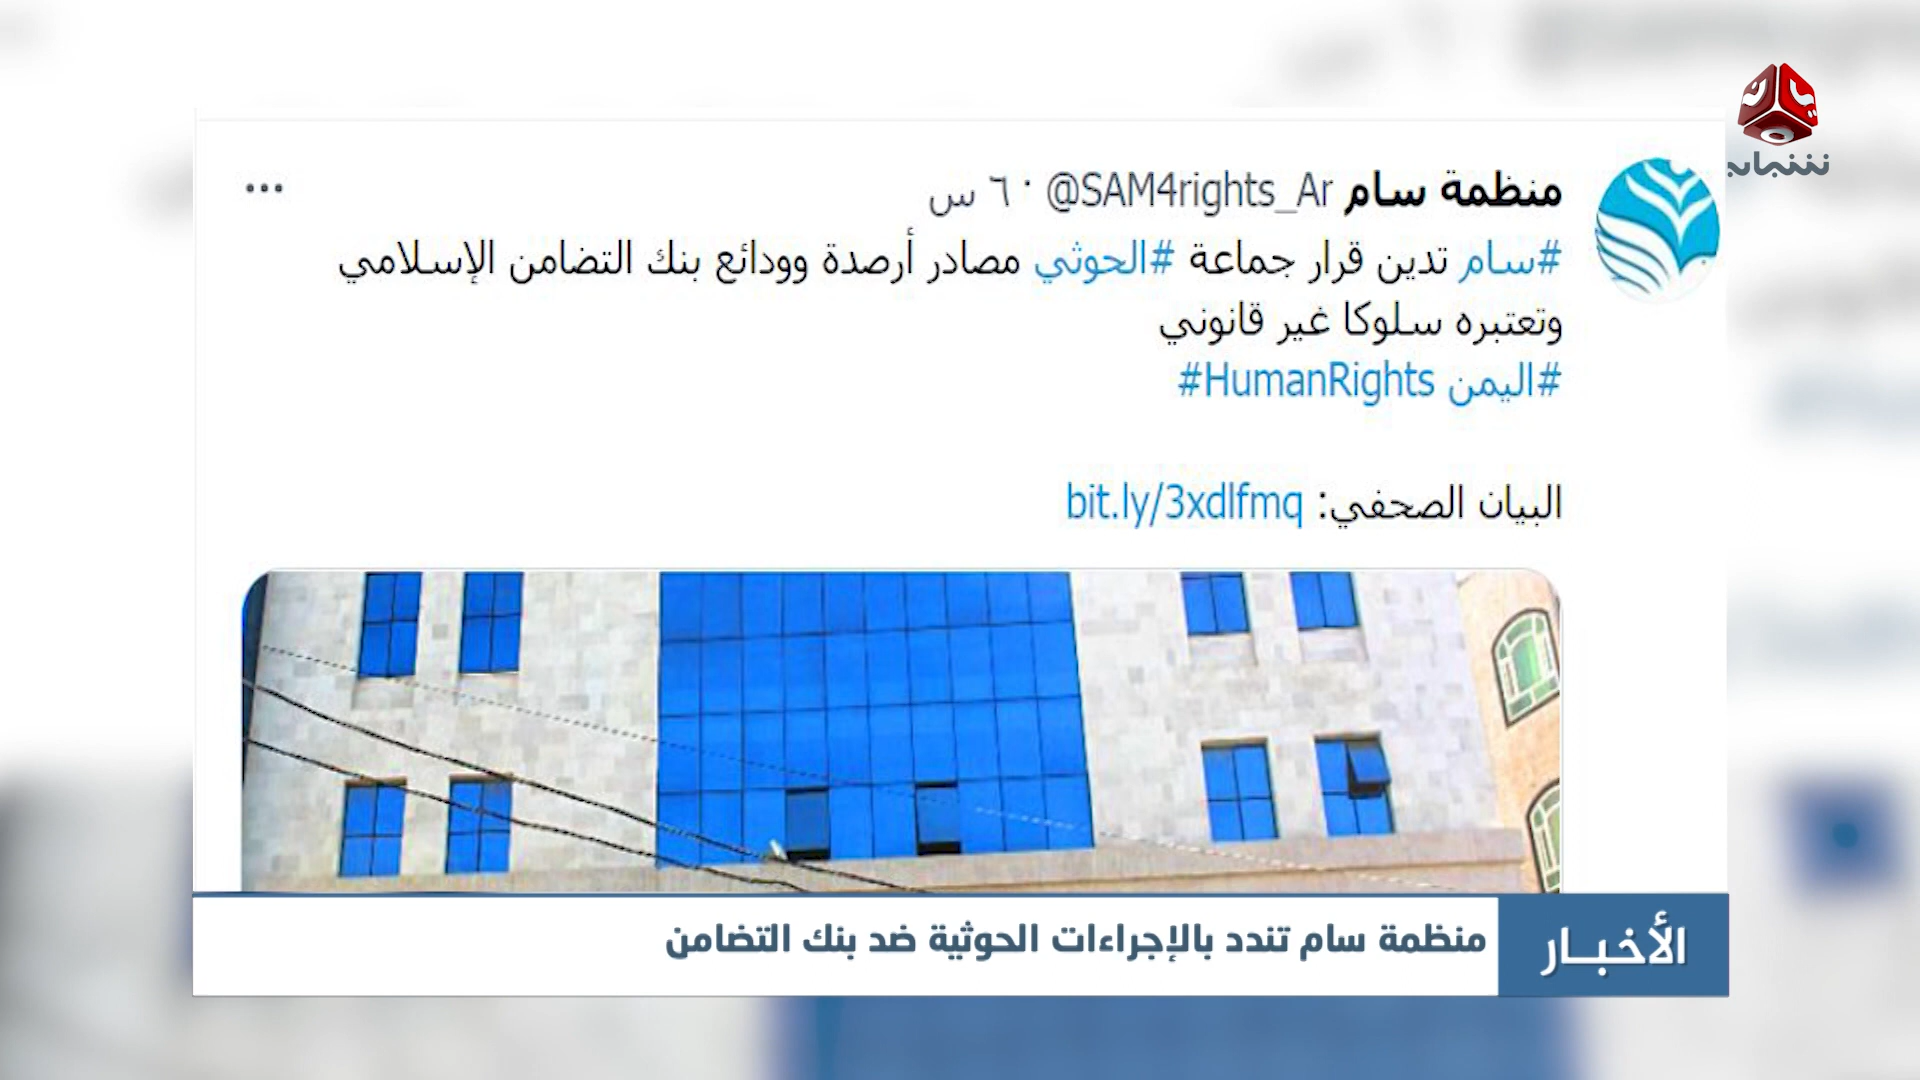 منظمة سام @SAM4rights_Ar · ٦ س
#سام تدين قرار جماعة #الحوثي مصادر أرصدة وودائع بنك التضامن الإسلامي
وتعتبره سلوكا غير قانوني
#اليمن HumanRights#
البيان الصحفي: bit.ly/3xdlfmq
الأخبار
منظمة سام تندد بالإجراءات الحوثية ضد بنك التضامن